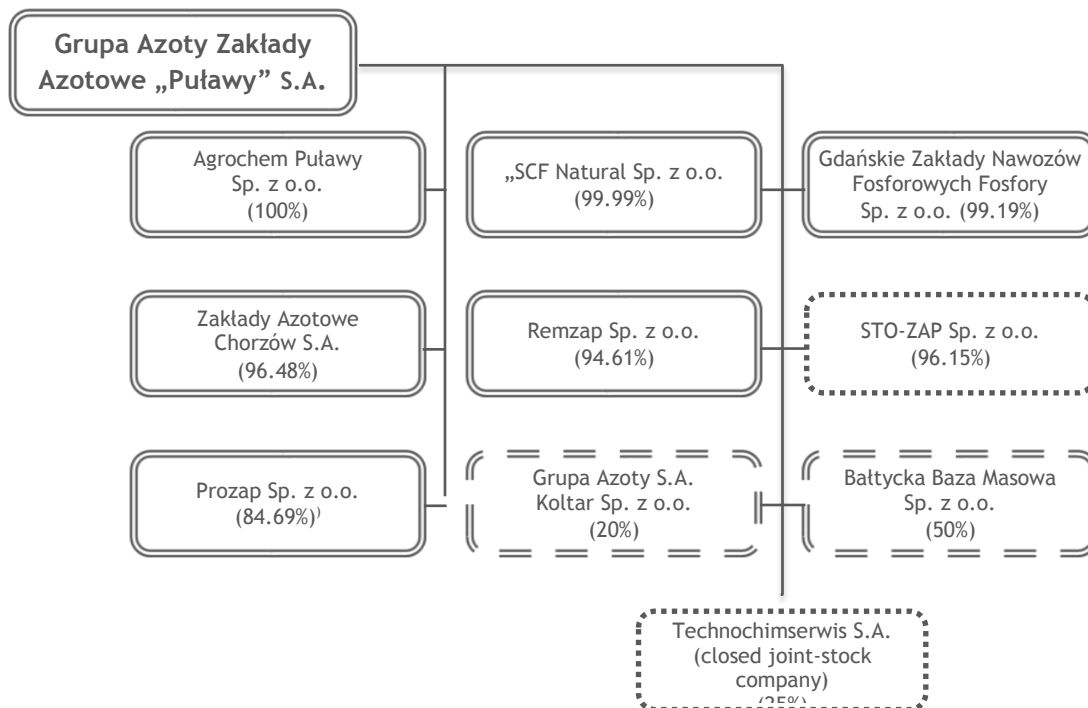 Grupa Azoty Zakłady
Azotowe „Puławy” S.A.
Agrochem Puławy
Sp. z o.o.
(100%)
„SCF Natural Sp. z o.o.
(99.99%)
Gdańskie Zakłady Nawozów
Fosforowych Fosfory
Sp. z o.o. (99.19%)
Zakłady Azotowe
Chorzów S.A.
(96.48%)
Remzap Sp. z o.o.
(94.61%)
STO-ZAP Sp. z o.o.
(96.15%)
Prozap Sp. z o.o.
(84.69%)⁾
Grupa Azoty S.A.
Koltar Sp. z o.o.
(20%)
Bałtycka Baza Masowa
Sp. z o.o.
(50%)
Technochimserwis S.A.
(closed joint-stock
company)
(25%)